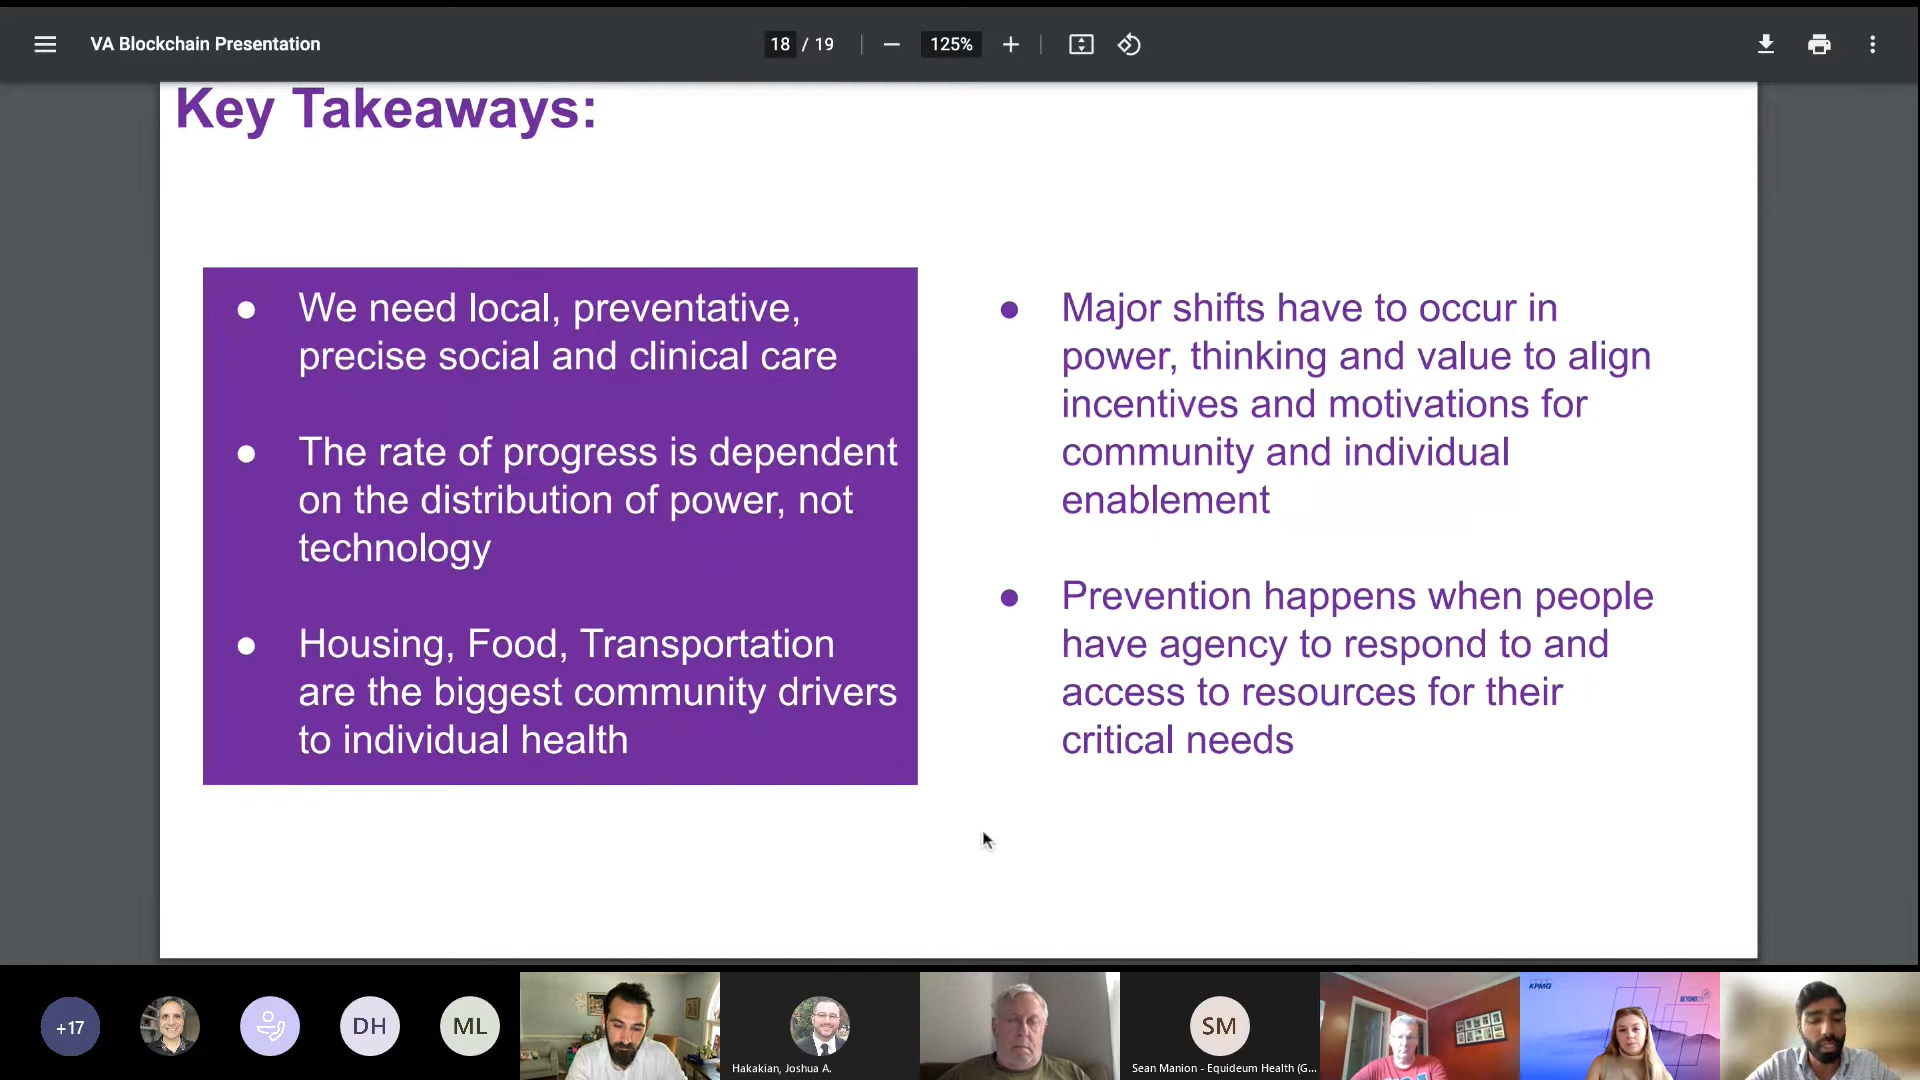 VA Blockchain Presentation
18 / 19
125%
Key Takeaways:
We need local, preventative,
precise social and clinical care
The rate of progress is dependent
on the distribution of power, not
technology
Housing, Food, Transportation
are the biggest community drivers
to individual health
Major shifts have to occur in
power, thinking and value to align
incentives and motivations for
community and individual
enablement
Prevention happens when people
have agency to respond to and
access to resources for their
critical needs
+17
DH
ML
Hakakian, Joshua A.
SM
Sean Manion - Equideum Health (G...
KPMG